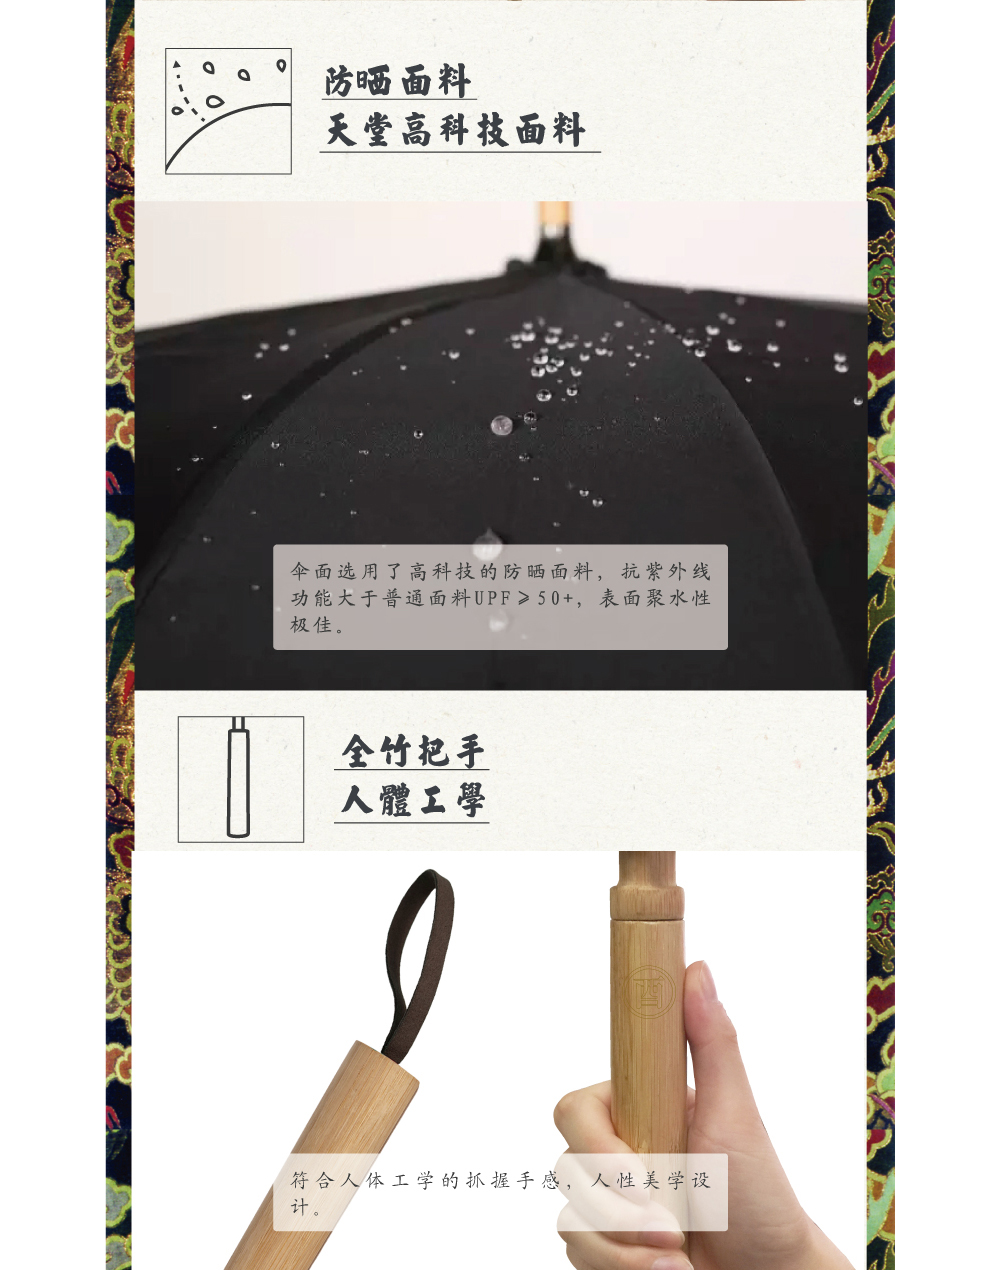 防晒面料
天堂高科技面料
伞面选用了高科技的防晒面料，抗紫外线
功能大于普通面料UPF⩾50+，表面聚水性
极佳。
全竹把手
人體工學
符合人体工学的抓握手感，人性美学设
计。